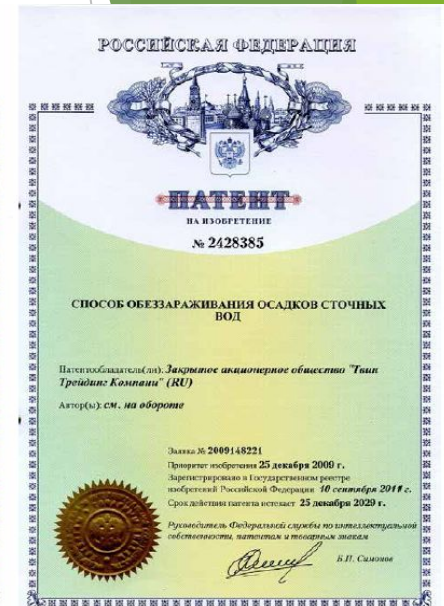 РОССИЙСКАЯ ФЕДЕРАЦИЯ
ПАТЕНТ
НА ИЗОБРЕТЕНИЕ
№ 2428385
СПОСОБ ОБЕЗЗАРАЖИВАНИЯ ОСАДКОВ СТОЧНЫХ
ВОД
Патентообладатель(ли): Закрытое акционерное общество "Твин
Трейдинг Компани" (RU)
Автор(ы): см. на обороте
Заявка № 2009148221
Приоритет изобретения 25 декабря 2009 г.
Зарегистрировано в Государственном реестре
изобретений Российской Федерации 10 сентября 2011 г.
Срок действия патента истекает 25 декабря 2029 г.
Руководитель Федеральной службы по интеллектуальной
собственности, патентам и товарным знакам
Б.П. Симонов